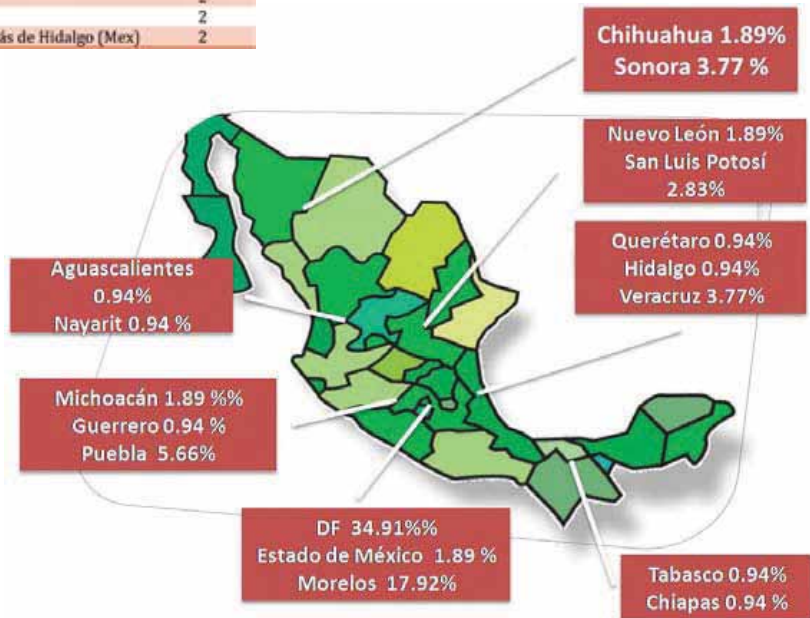 2
2
ás de Hidalgo (Mex) 2
Chihuahua 1.89%
Sonora 3.77 %
Nuevo León 1.89%
San Luis Potosí
2.83%
Querétaro 0.94%
Hidalgo 0.94%
Veracruz 3.77%
Aguascalientes
0.94%
Nayarit 0.94 %
Michoacán 1.89 %%
Guerrero 0.94 %
Puebla 5.66%
DF 34.91%%
Estado de México 1.89 %
Morelos 17.92%
Tabasco 0.94%
Chiapas 0.94 %